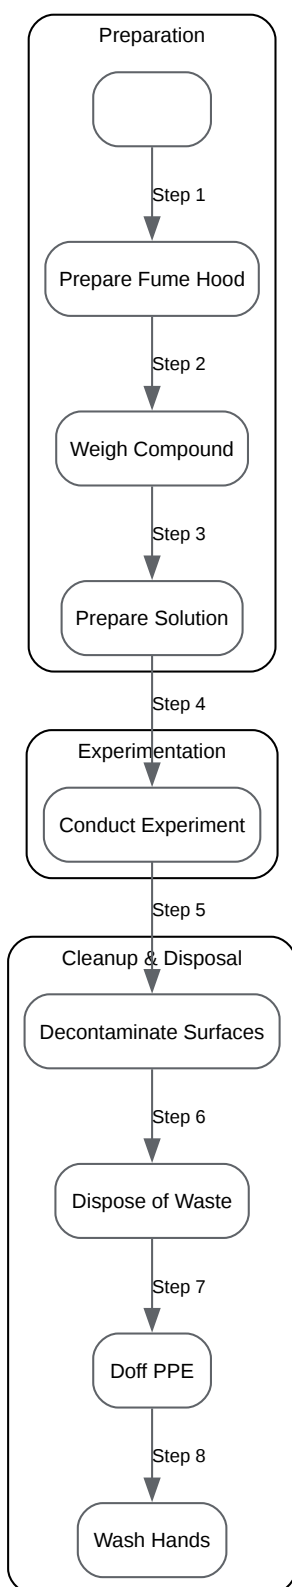 Preparation
Step 1
Prepare Fume Hood
Step 2
Weigh Compound
Step 3
Prepare Solution
Step 4
Experimentation
Conduct Experiment
Step 5
Cleanup & Disposal
Decontaminate Surfaces
Step 6
Dispose of Waste
Step 7
Doff PPE
Step 8
Wash Hands